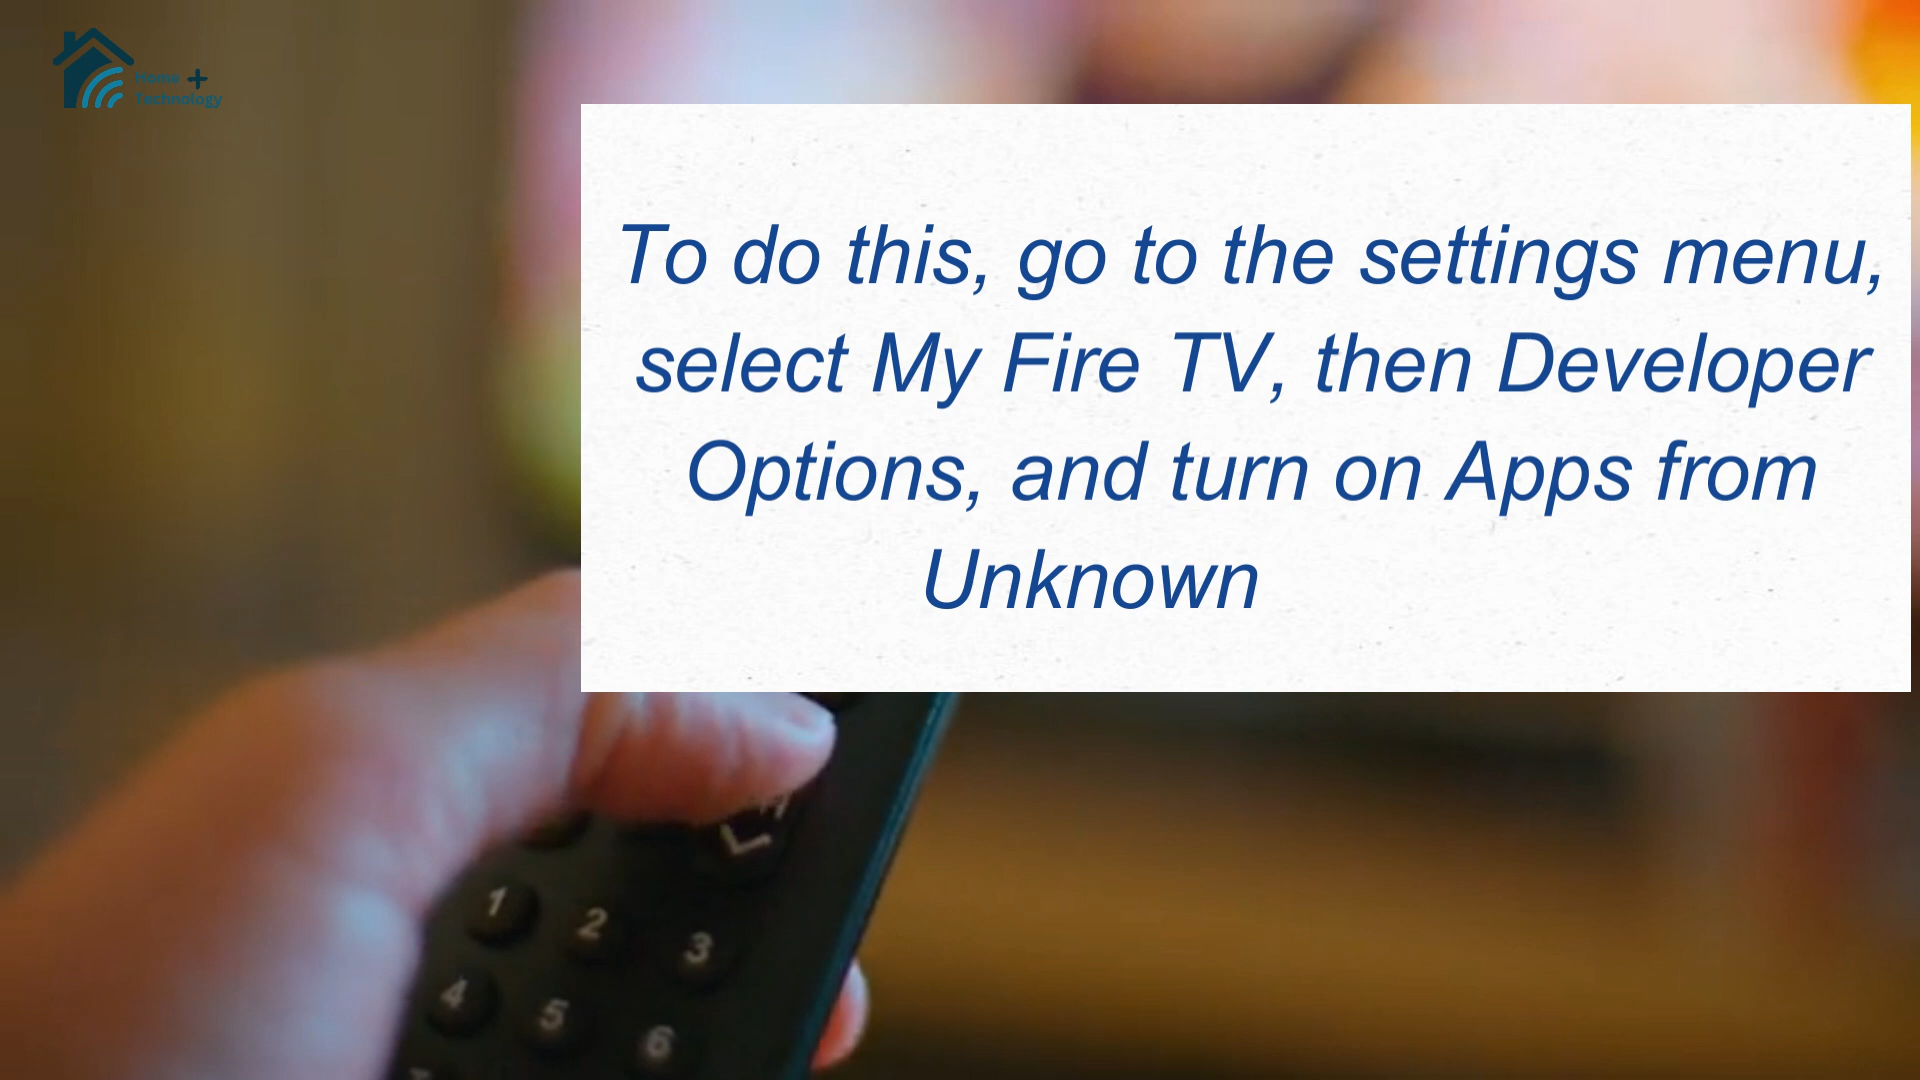 Home +
Technology
To do this, go to the settings menu,
select My Fire TV, then Developer
Options, and turn on Apps from
Unknown
1 2 3
4 5 6